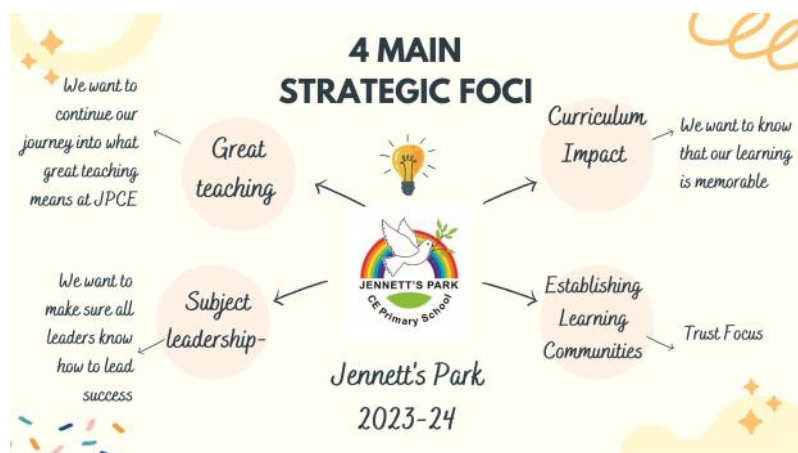 4 MAIN
STRATEGIC FOCI
We want to
continue our
journey into what
great teaching
means at JPCE
Great
teaching
Curriculum
Impact
We want to know
that our learning
is memorable
We want to
make sure all
leaders know
how to lead
success
Subject
leadership-
JENNETT'S PARK
CE Primary School
Establishing
Learning
Communities
Trust Focus
Jennett's Park
2023-24